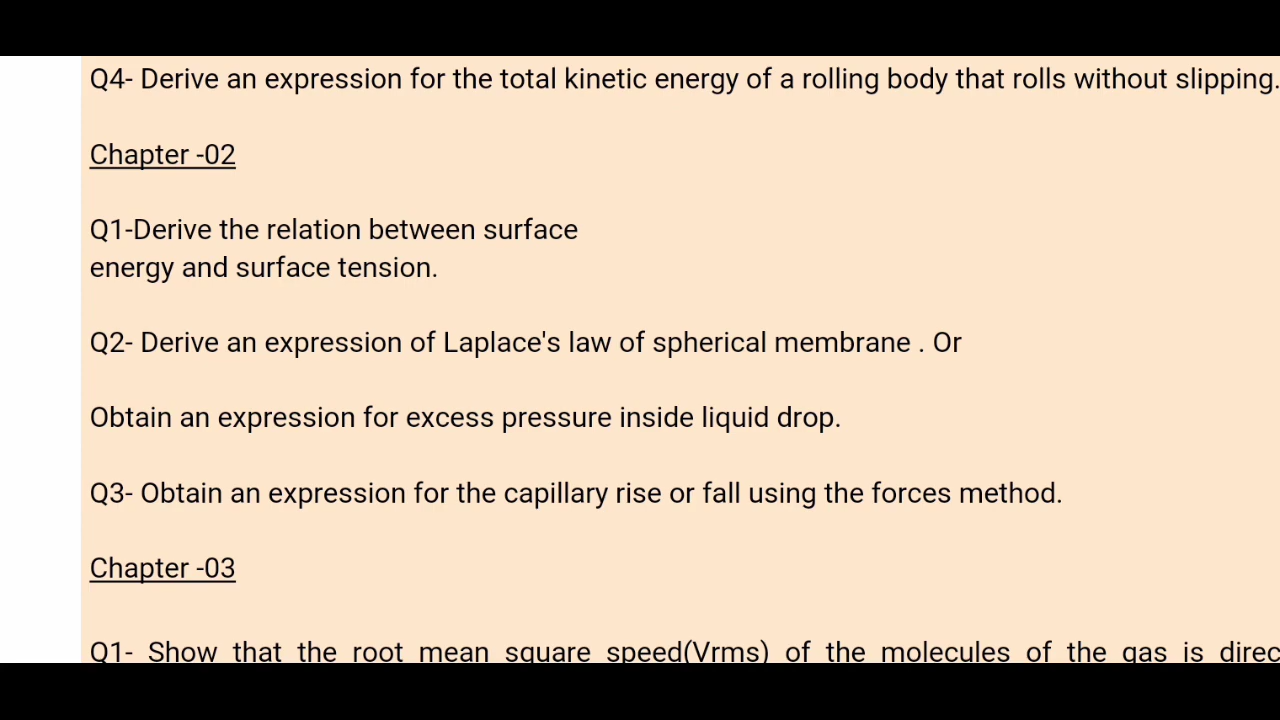 Q4- Derive an expression for the total kinetic energy of a rolling body that rolls without slipping.
Chapter -02
Q1-Derive the relation between surface
energy and surface tension.
Q2- Derive an expression of Laplace's law of spherical membrane . Or
Obtain an expression for excess pressure inside liquid drop.
Q3- Obtain an expression for the capillary rise or fall using the forces method.
Chapter -03
Q1- Show that the root mean square speed(Vrms) of the molecules of the gas is